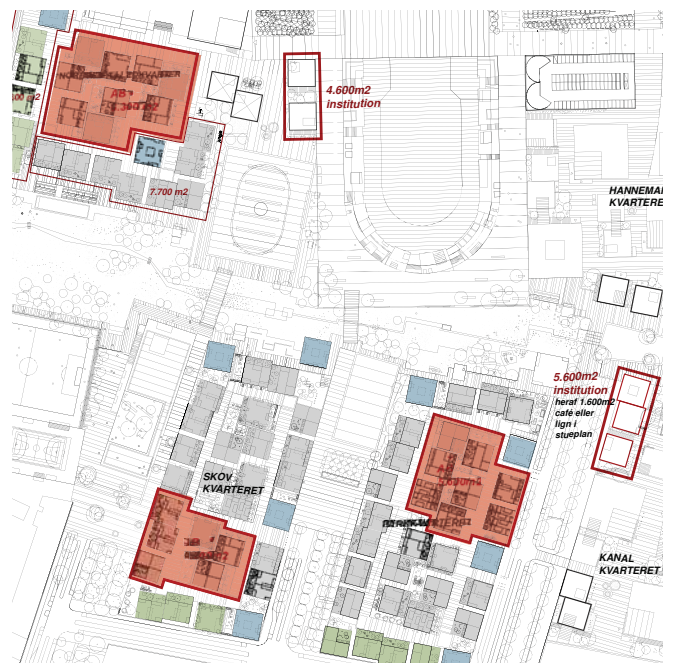 4.600m2
institution
7.700 m2
HANNEMAN
KVARTERE
5.600m2
institution
heraf 1.600m2
café eller
lign i
stueplan
SKOV
KVARTERET
KANAL
KVARTERET